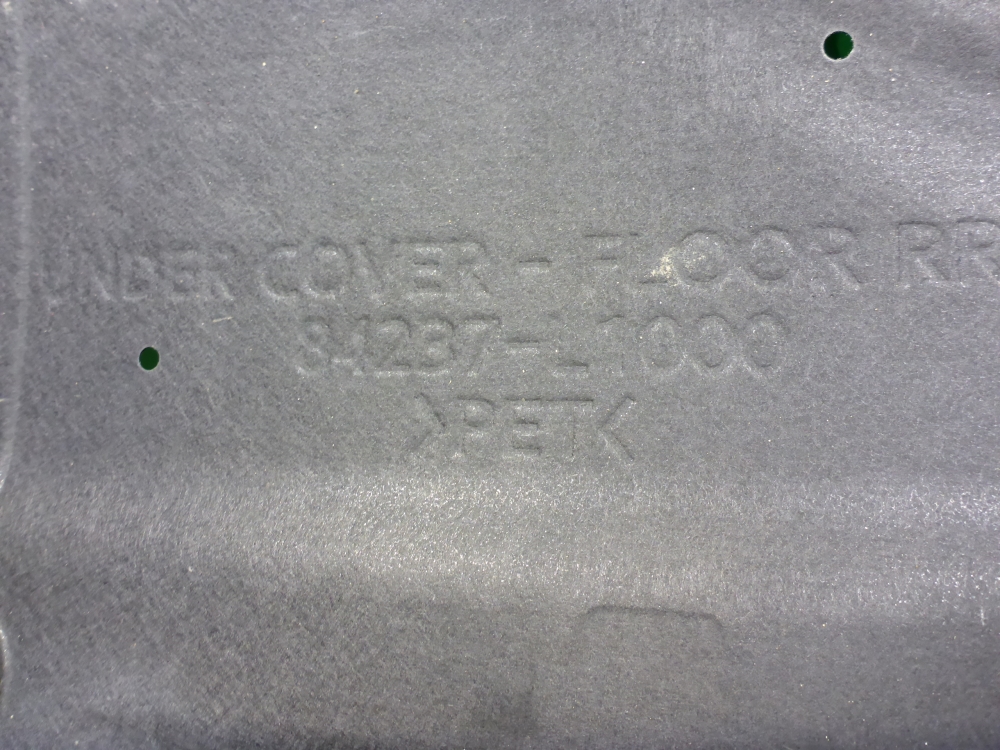 UNDER COVER - FLOOR RR
84237-L1000
>PET<